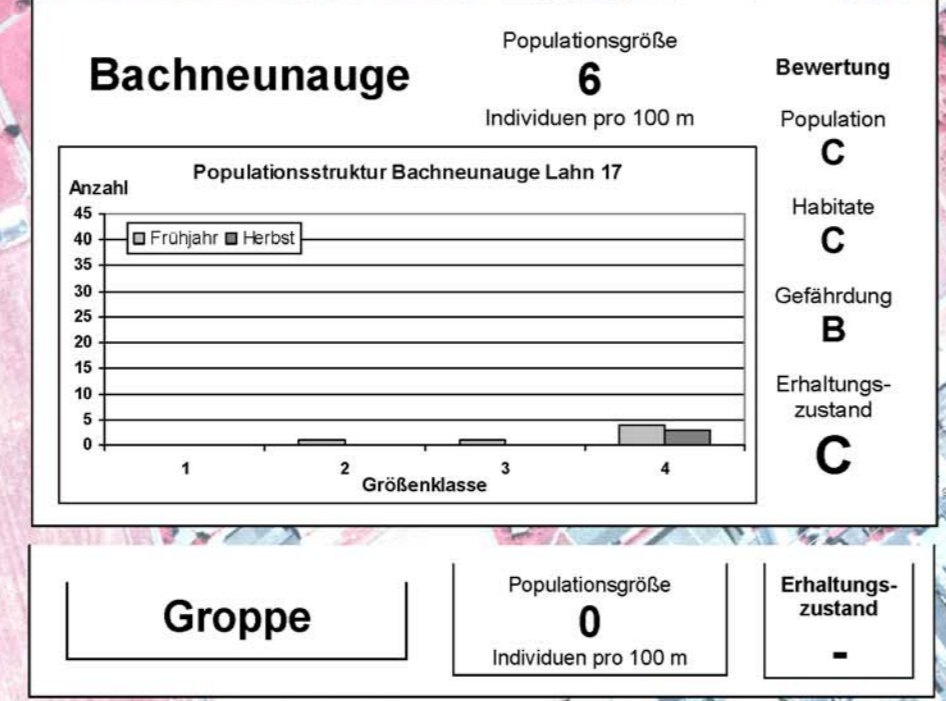 Bachneunauge
Populationsgröße
6
Individuen pro 100 m
Bewertung
Population
C
Habitate
C
Gefährdung
B
Erhaltungs-
zustand
C
Populationsstruktur Bachneunauge Lahn 17
Anzahl
Frühjahr Herbst
45
40
35
30
25
20
15
10
5
0
1 2 3 4
Größenklasse
Groppe
Populationsgröße
0
Individuen pro 100 m
Erhaltungs-
zustand
-